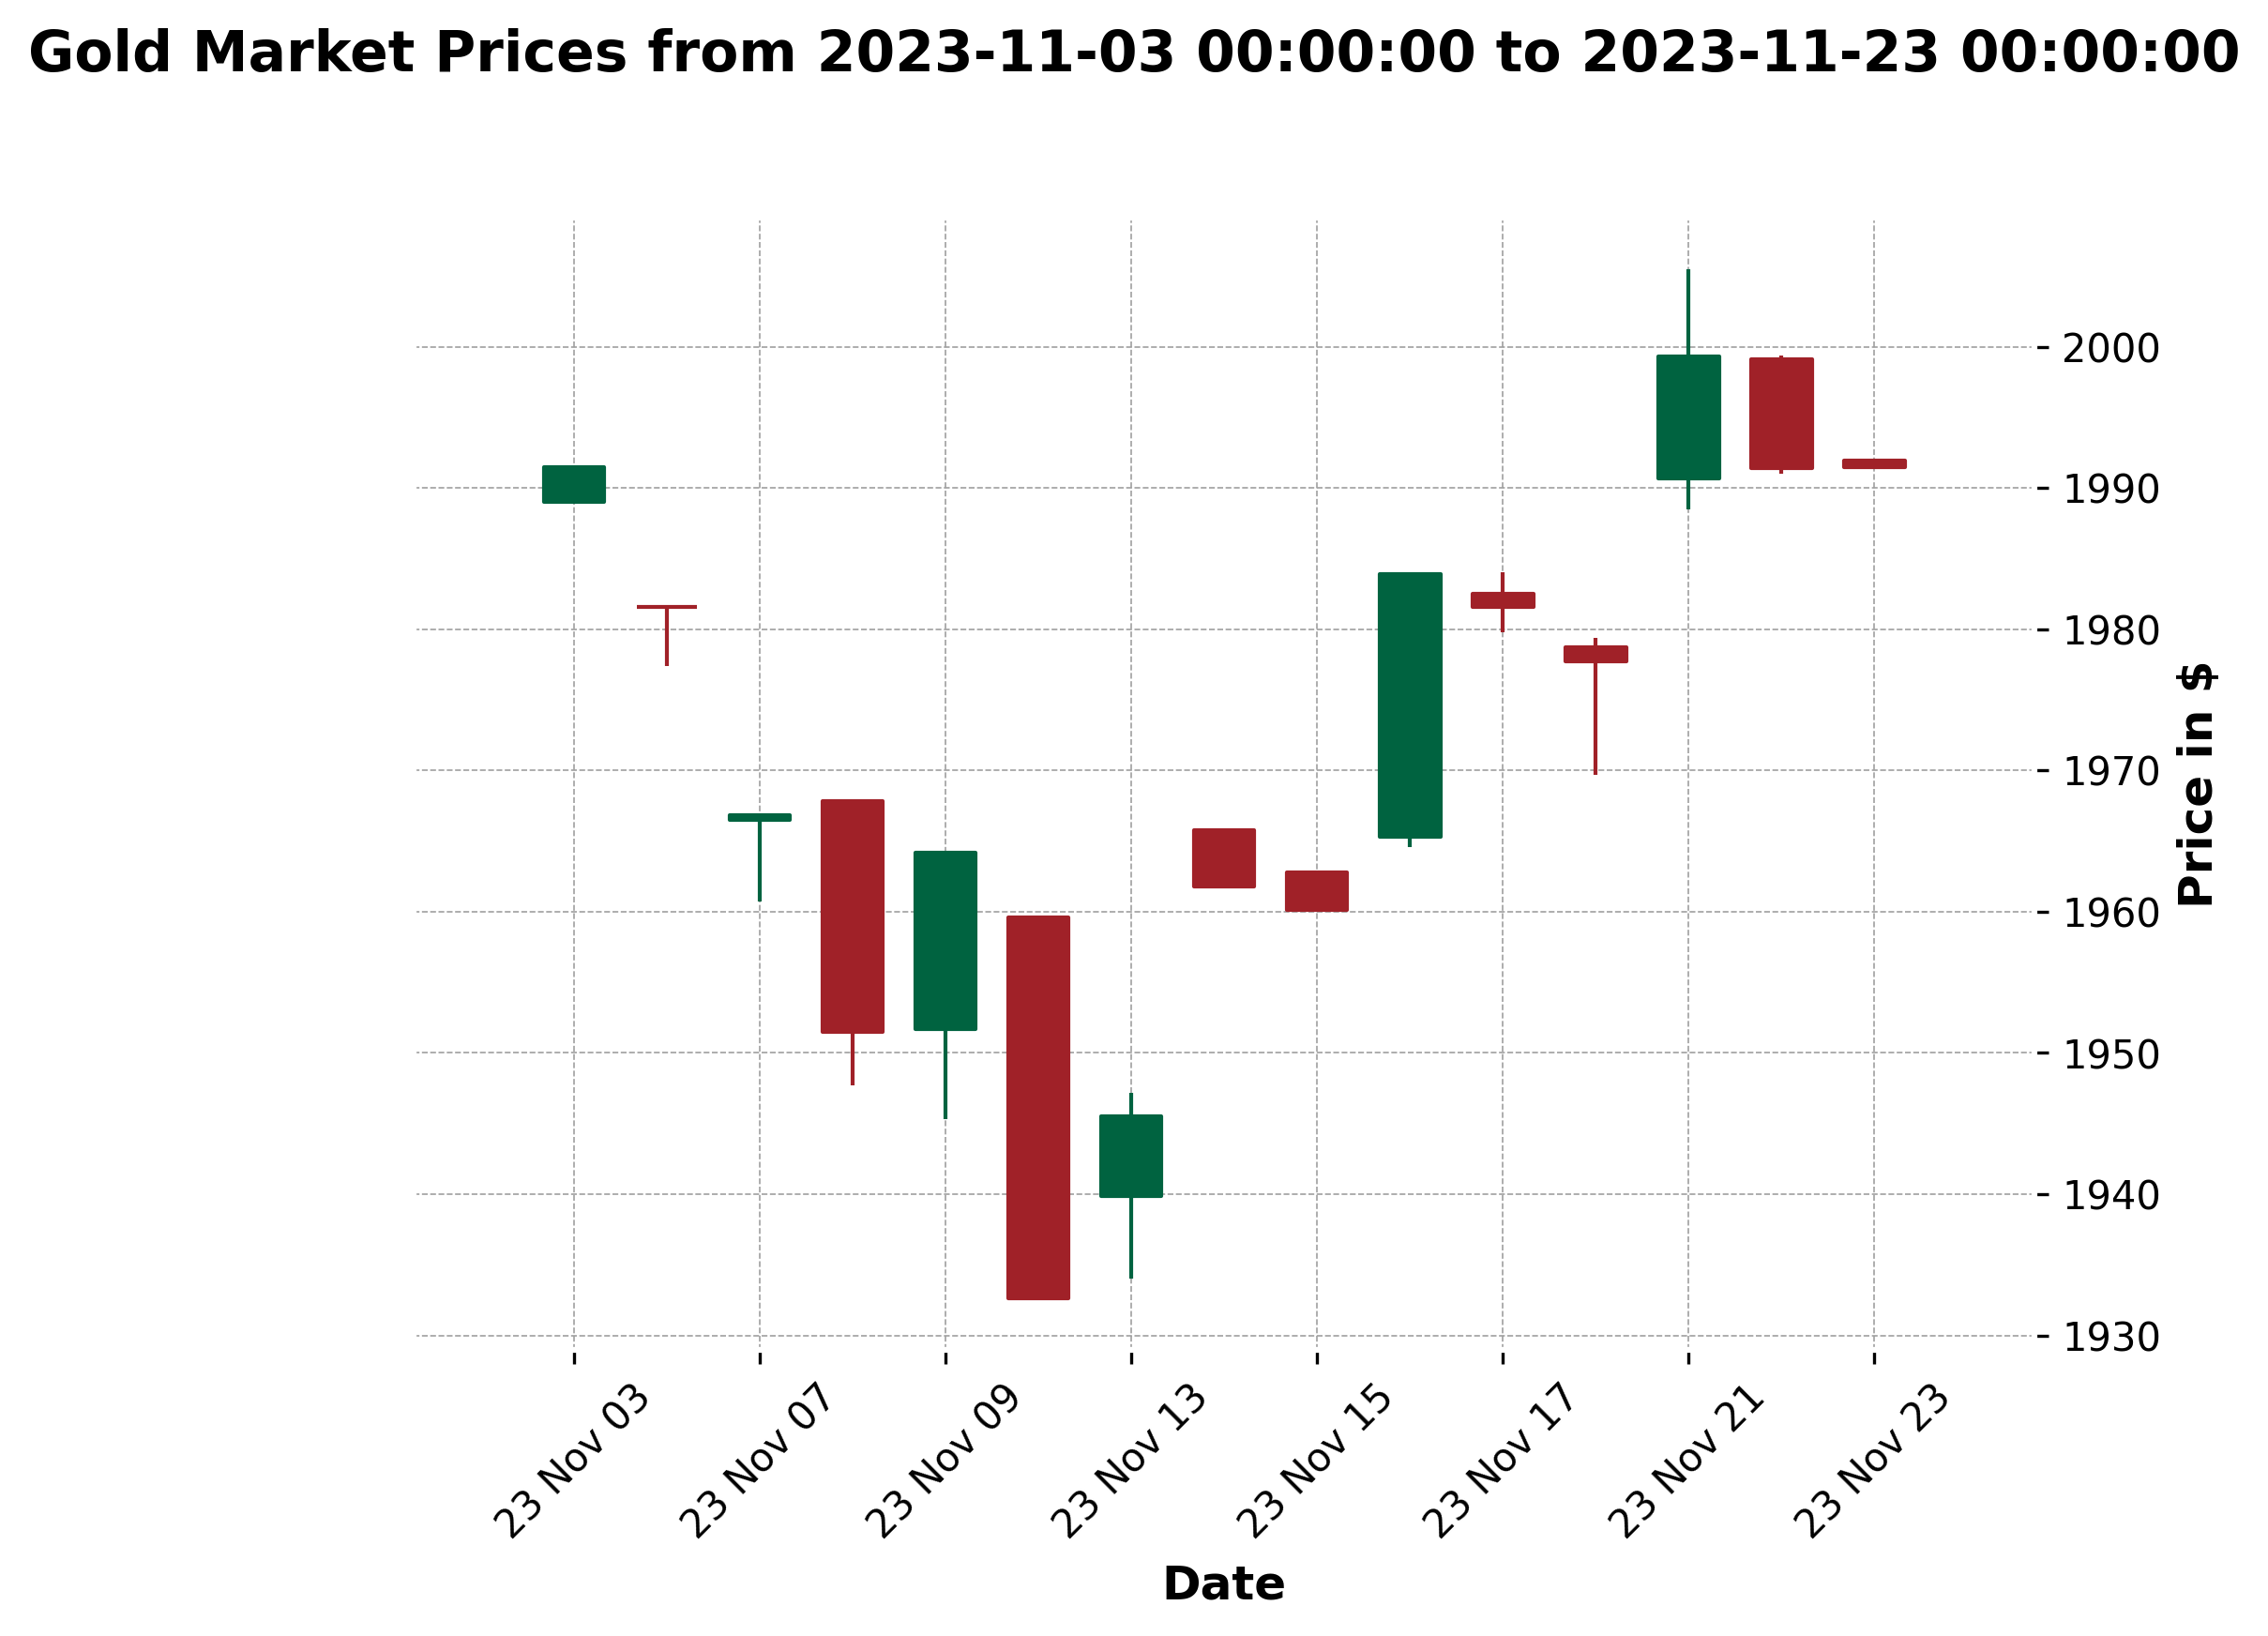 Gold Market Prices from 2023-11-03 00:00:00 to 2023-11-23 00:00:00
2000
1990
1980
1970
1960
1950
1940
1930
Price in $
23 Nov 03
23 Nov 07
23 Nov 09
23 Nov 13
23 Nov 15
23 Nov 17
23 Nov 21
23 Nov 23
Date